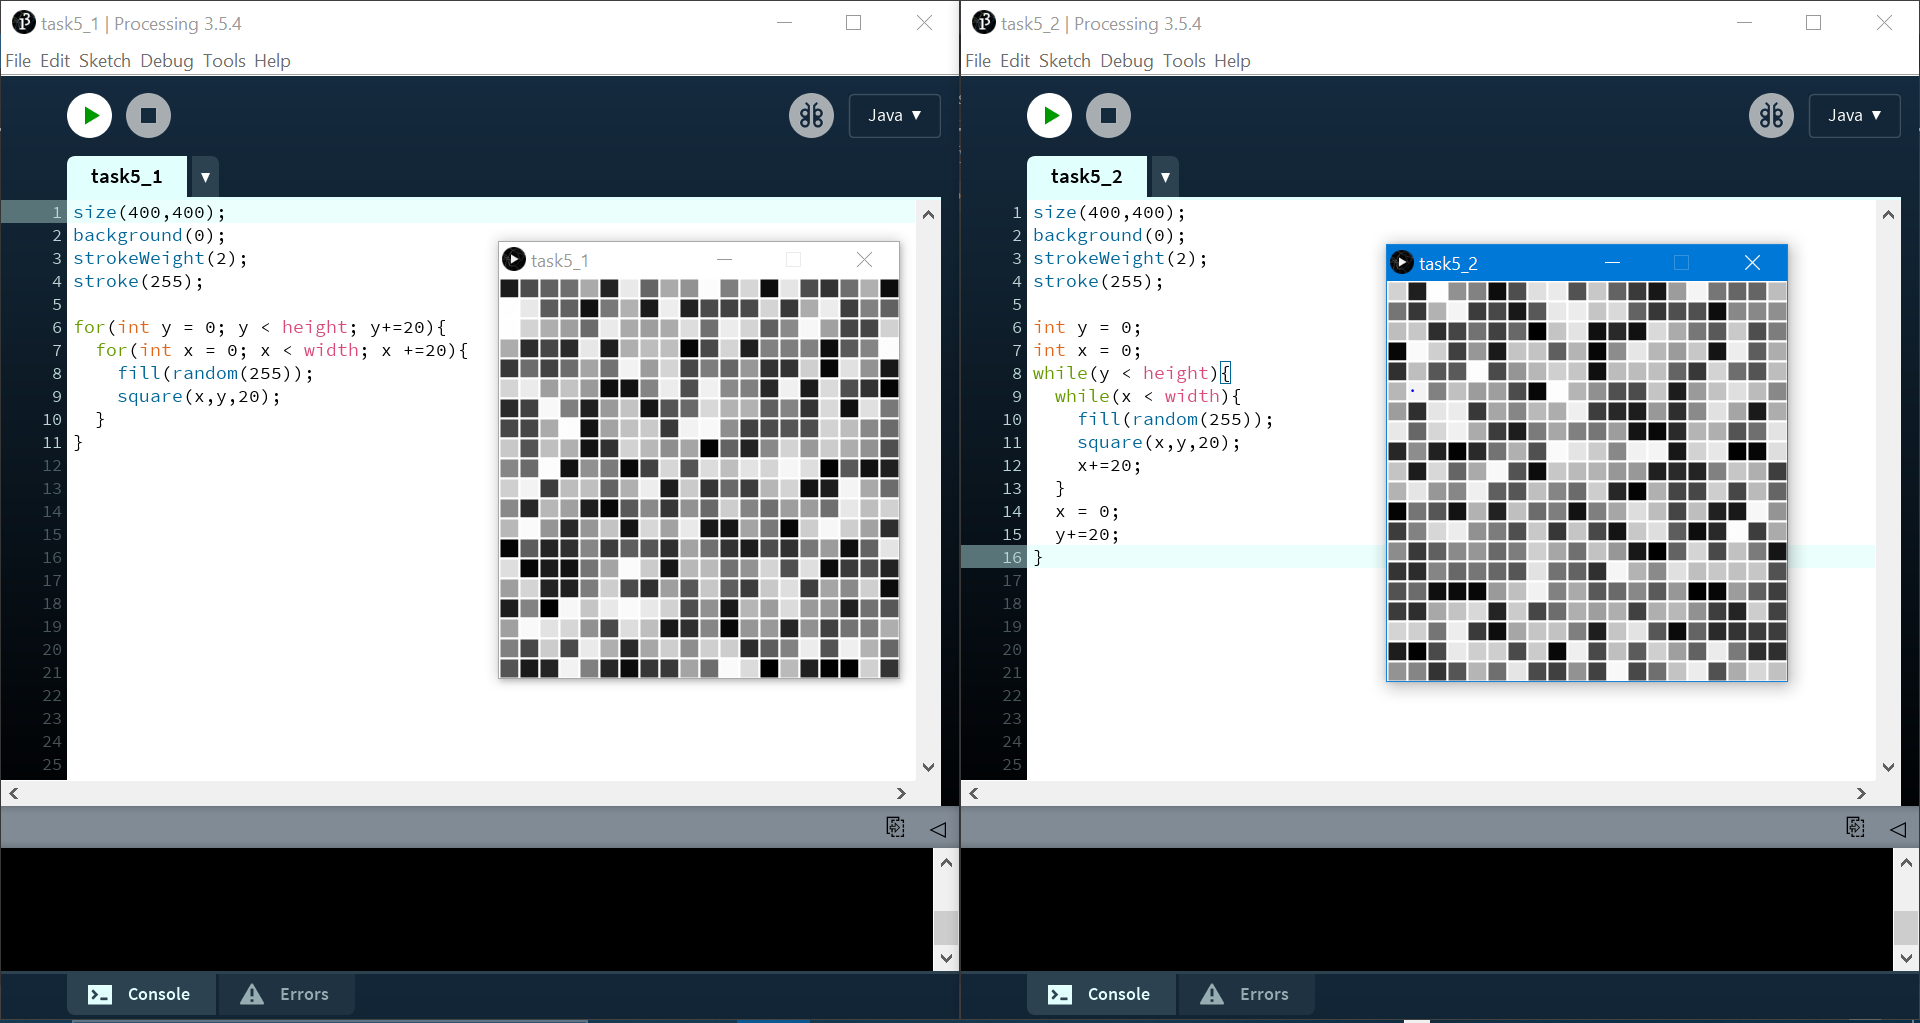 task5_1 | Processing 3.5.4
File Edit Sketch Debug Tools Help
Java ▼
task5_1 ▼
1 size(400,400);
2 background(0);
3 strokeWeight(2);
4 stroke(255);
5
6 for(int y = 0; y < height; y+=20){
7   for(int x = 0; x < width; x +=20){
8     fill(random(255));
9     square(x,y,20);
10   }
11 }
12
13
14
15
16
17
18
19
20
21
22
23
24
25
task5_1
Console
Errors
task5_2 | Processing 3.5.4
File Edit Sketch Debug Tools Help
Java ▼
task5_2 ▼
1 size(400,400);
2 background(0);
3 strokeWeight(2);
4 stroke(255);
5
6 int y = 0;
7 int x = 0;
8 while(y < height){
9   while(x < width){
10     fill(random(255));
11     square(x,y,20);
12     x+=20;
13   }
14   x = 0;
15   y+=20;
16 }
17
18
19
20
21
22
23
24
25
task5_2
Console
Errors